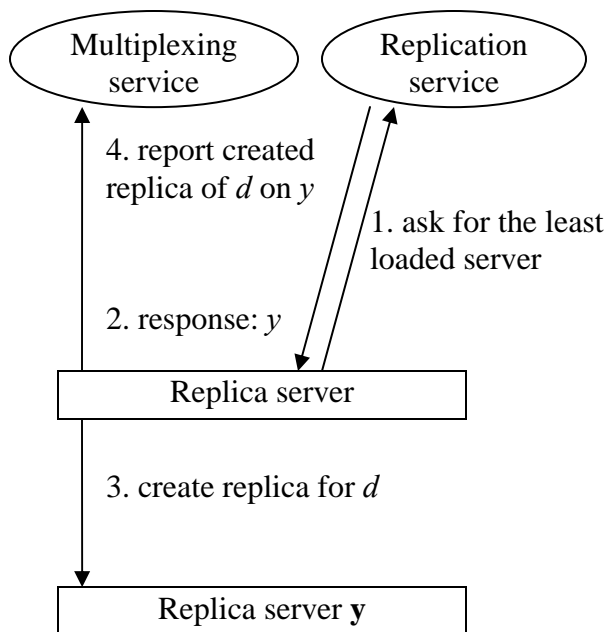 Multiplexing
service
Replication
service
4. report created
replica of d on y
1. ask for the least
loaded server
2. response: y
Replica server
3. create replica for d
Replica server y